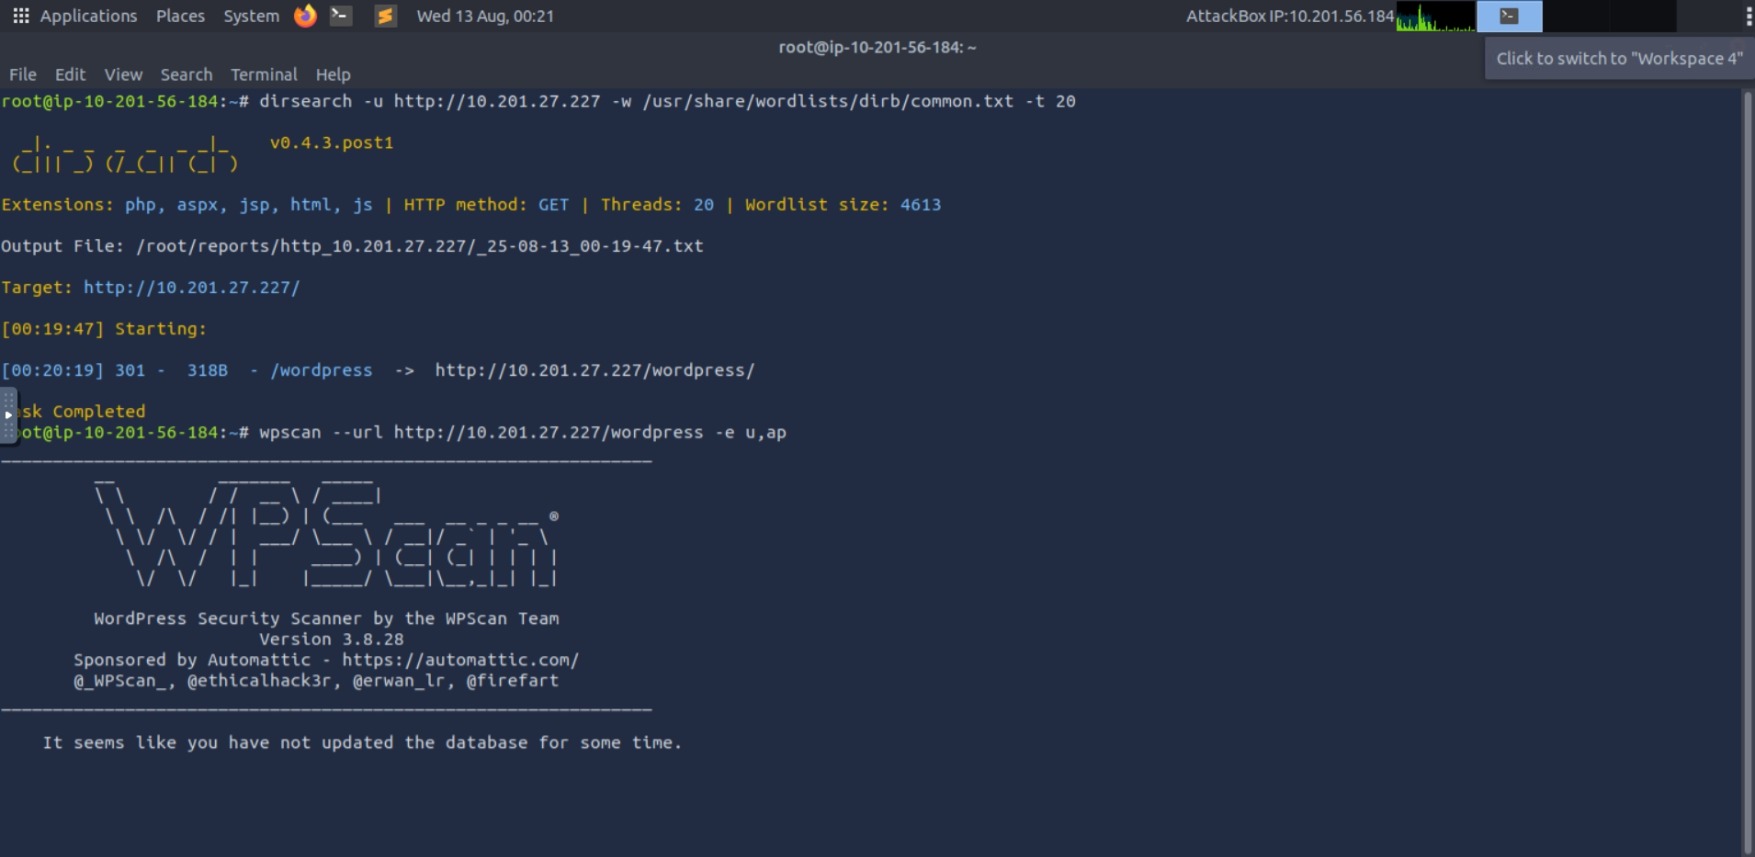 Applications Places System Wed 13 Aug, 00:21 AttackBox IP:10.201.56.184
root@ip-10-201-56-184: ~
Click to switch to "Workspace 4"
File Edit View Search Terminal Help
root@ip-10-201-56-184:~# dirsearch -u http://10.201.27.227 -w /usr/share/wordlists/dirb/common.txt -t 20
dirsearch v0.4.3.post1
Extensions: php, aspx, jsp, html, js | HTTP method: GET | Threads: 20 | Wordlist size: 4613
Output File: /root/reports/http_10.201.27.227/_25-08-13_00-19-47.txt
Target: http://10.201.27.227/
[00:19:47] Starting:
[00:20:19] 301 - 318B - /wordpress -> http://10.201.27.227/wordpress/
ask Completed
ot@ip-10-201-56-184:~# wpscan --url http://10.201.27.227/wordpress -e u,ap
WPScan ®
WordPress Security Scanner by the WPScan Team
Version 3.8.28
Sponsored by Automattic - https://automattic.com/
@_WPScan_, @ethicalhack3r, @erwan_lr, @firefart
It seems like you have not updated the database for some time.